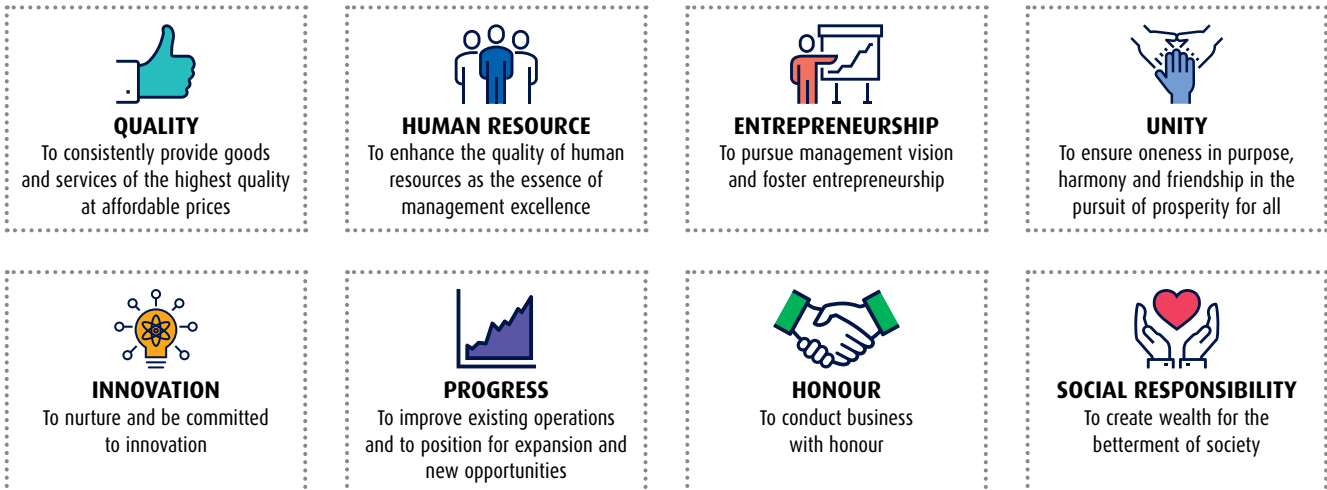 QUALITY
To consistently provide goods
and services of the highest quality
at affordable prices
HUMAN RESOURCE
To enhance the quality of human
resources as the essence of
management excellence
ENTREPRENEURSHIP
To pursue management vision
and foster entrepreneurship
UNITY
To ensure oneness in purpose,
harmony and friendship in the
pursuit of prosperity for all
INNOVATION
To nurture and be committed
to innovation
PROGRESS
To improve existing operations
and to position for expansion and
new opportunities
HONOUR
To conduct business
with honour
SOCIAL RESPONSIBILITY
To create wealth for the
betterment of society